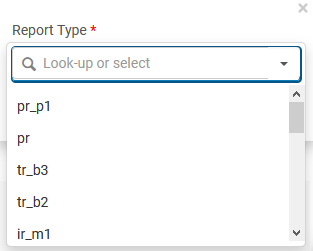 Report Type *
Look-up or select
pr_p1
pr
tr_b3
tr_b2
ir_m1